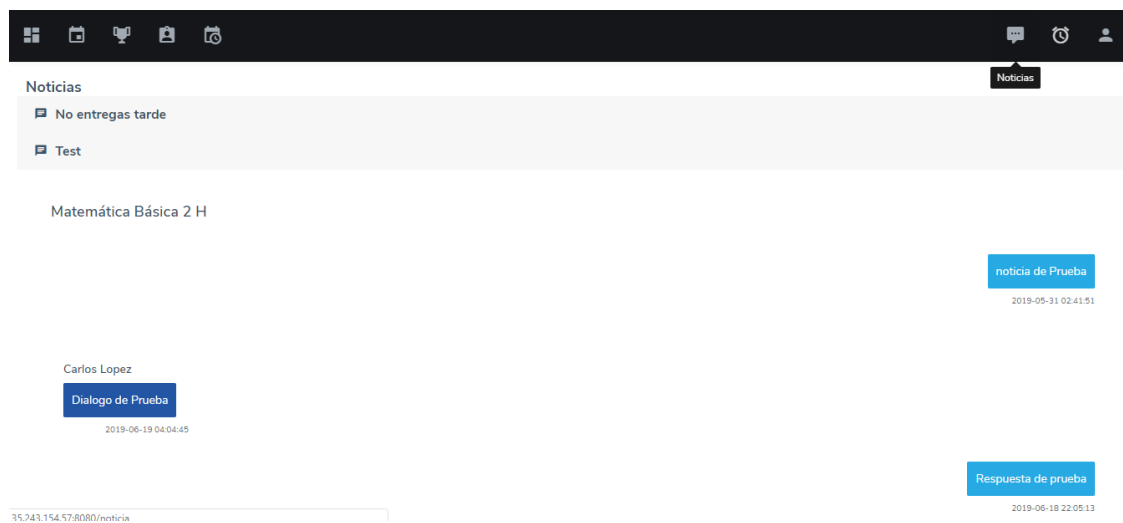 Noticias
Noticias
No entregas tarde
Test
Matemática Básica 2 H
noticia de Prueba
2019-05-31 02:41:51
Carlos Lopez
Dialogo de Prueba
2019-06-19 04:04:45
Respuesta de prueba
2019-06-18 22:05:13
35.243.154.57:8080/noticia